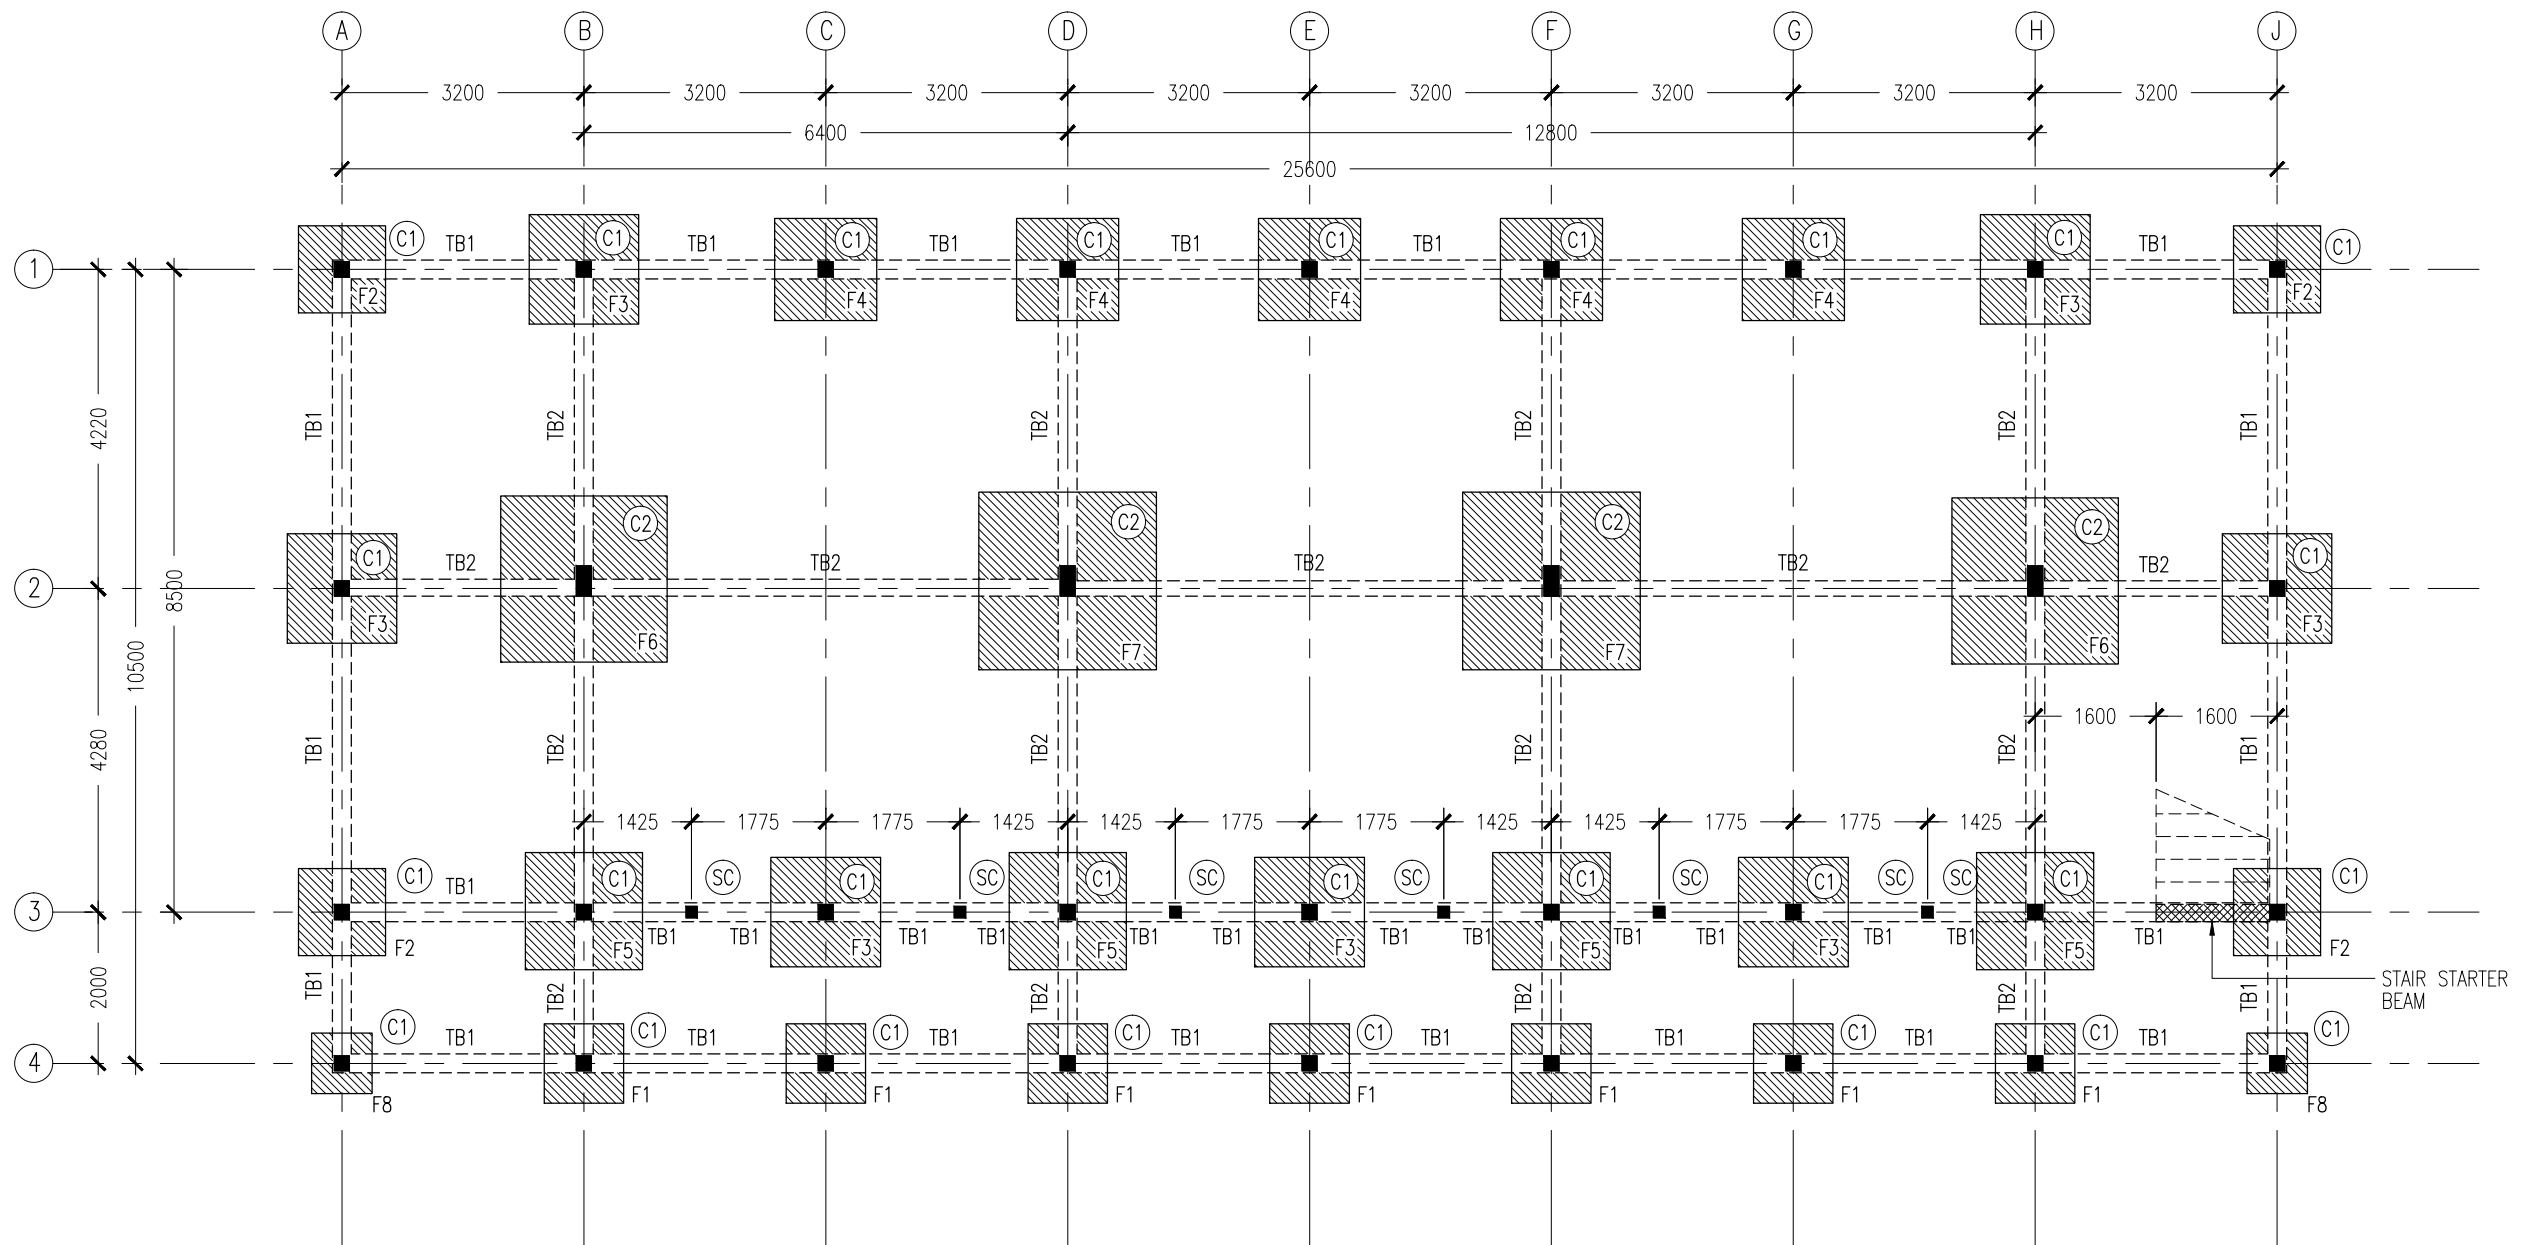 A B C D E F G H J
3200 3200 3200 3200 3200 3200 3200 3200
6400 12800
25600
C1 C1 C1 C1 C1 C1 C1 C1 C1
TB1 TB1 TB1 TB1 TB1 TB1
1
F2 F3 F4 F4 F4 F4 F4 F3 F2
4220
TB1 TB2 TB2 TB2 TB2 TB1
C1 C2 C2 C2 C2 C1
TB2 TB2 TB2 TB2 TB2
2
8500
F3 F6 F7 F7 F6 F3
10500
4280
1600 1600
TB1 TB2 TB2 TB2 TB2 TB1
1425 1775 1775 1425 1425 1775 1775 1425 1425 1775 1775 1425
C1 TB1 C1 SC C1 SC C1 SC C1 SC C1 SC C1 SC SC C1 C1
3
TB1 TB1 TB1 TB1 TB1 TB1 TB1 TB1 TB1 TB1 TB1 TB1 TB1
F2 F5 F3 F5 F3 F5 F3 F5 F2
2000
TB1 TB2 TB2 TB2 TB2 TB1
STAIR STARTER
BEAM
C1 C1 C1 C1 C1 C1 C1 C1
TB1 TB1 TB1 TB1 TB1 TB1 TB1 TB1
4
F8 F1 F1 F1 F1 F1 F1 F1 F8